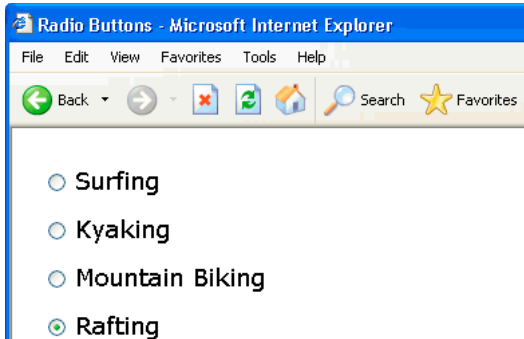 Radio Buttons - Microsoft Internet Explorer
File Edit View Favorites Tools Help
Back Search Favorites
Surfing
Kyaking
Mountain Biking
Rafting